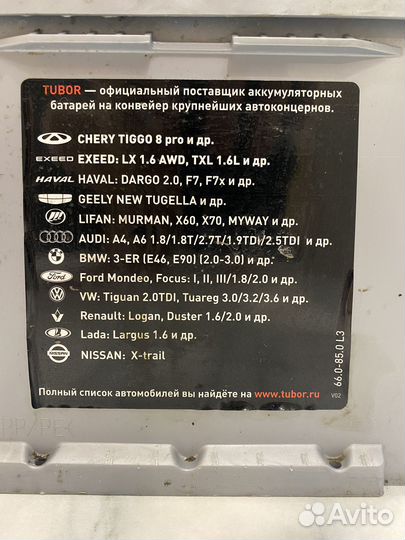 TUBOR — официальный поставщик аккумуляторных
батарей на конвейер крупнейших автоконцернов.
CHERY TIGGO 8 pro и др.
EXEED EXEED: LX 1.6 AWD, TXL 1.6L и др.
HAVAL HAVAL: DARGO 2.0, F7, F7x и др.
GEELY NEW TUGELLA и др.
LIFAN: MURMAN, X60, X70, MYWAY и др.
AUDI: A4, A6 1.8/1.8T/2.7T/1.9TDi/2.5TDI и др.
BMW: 3-ER (E46, E90) (2.0-3.0) и др.
Ford Ford Mondeo, Focus: I, II, III/1.8/2.0 и др.
VW: Tiguan 2.0TDI, Tuareg 3.0/3.2/3.6 и др.
Renault: Logan, Duster 1.6/2.0 и др.
Lada: Largus 1.6 и др.
NISSAN NISSAN: X-trail
66.0-85.0 L3
Полный список автомобилей вы найдете на www.tubor.ru
V02
PP/PE
Avito